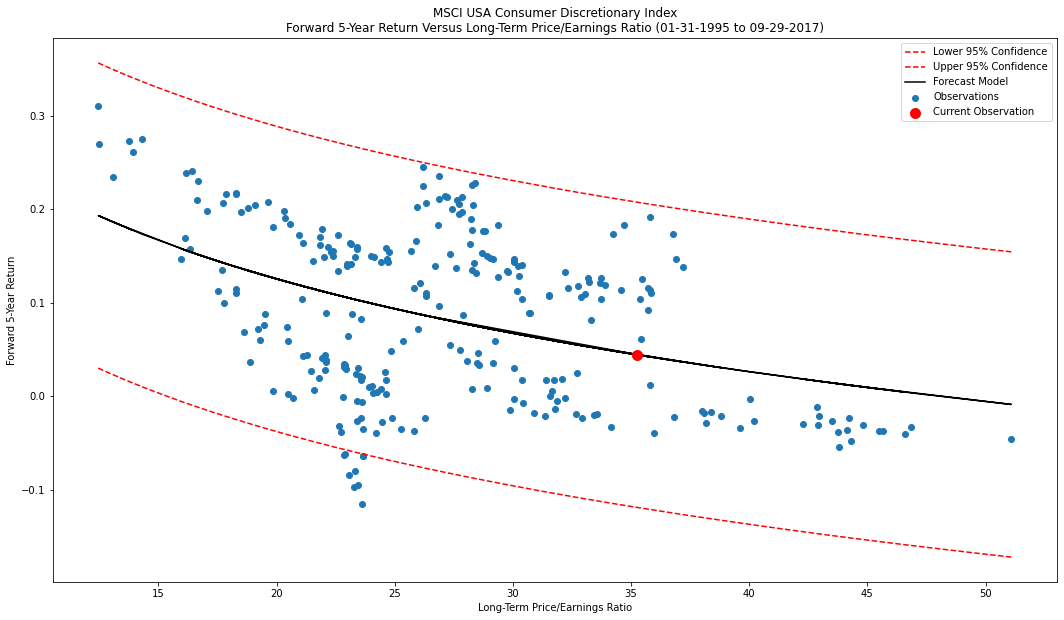 MSCI USA Consumer Discretionary Index
Forward 5-Year Return Versus Long-Term Price/Earnings Ratio (01-31-1995 to 09-29-2017)
Lower 95% Confidence
Upper 95% Confidence
Forecast Model
Observations
Current Observation
Forward 5-Year Return
0.3
0.2
0.1
0.0
−0.1
15 20 25 30 35 40 45 50
Long-Term Price/Earnings Ratio